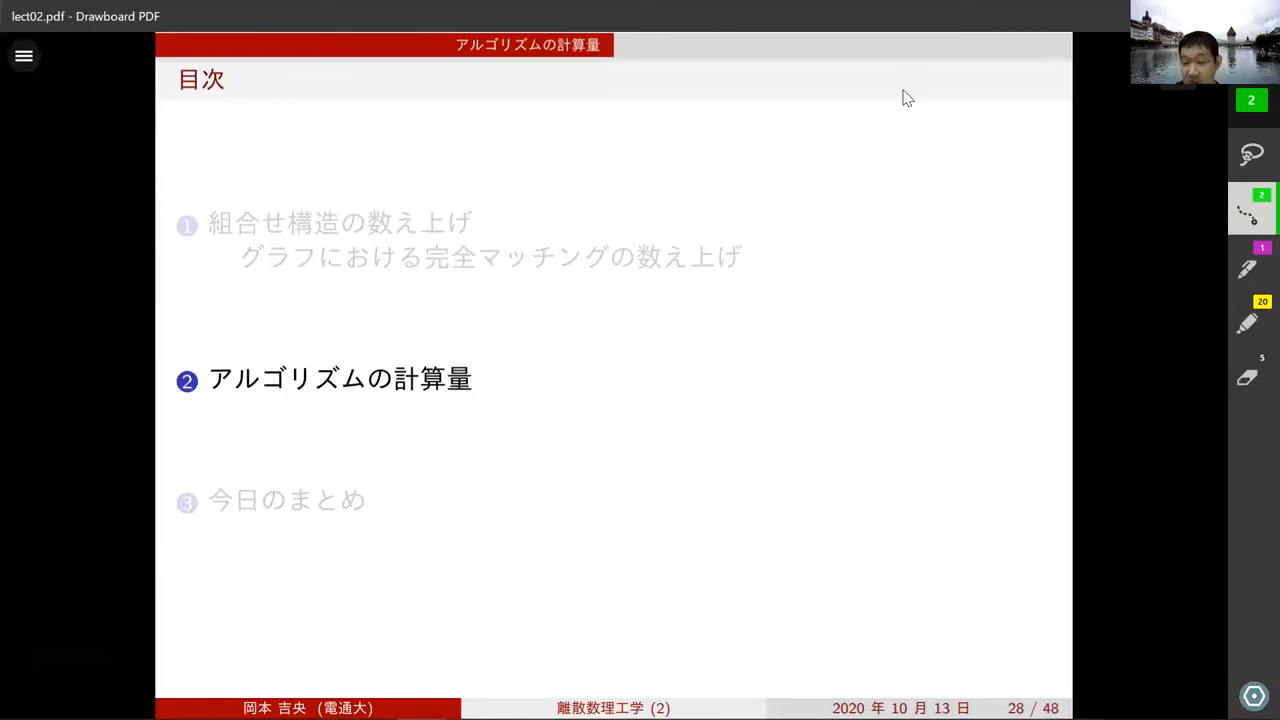 lect02.pdf - Drawboard PDF
アルゴリズムの計算量
目次
2
2
1 組合せ構造の数え上げ
グラフにおける完全マッチングの数え上げ
1
20
5
2 アルゴリズムの計算量
3 今日のまとめ
岡本 吉央 (電通大) 離散数理工学 (2) 2020 年 10 月 13 日 28 / 48